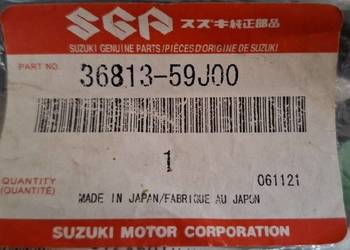 SGP スズキ純正部品
SUZUKI GENUINE PARTS/PIÈCES D'ORIGINE DE SUZUKI
PART NO. 36813-59J00
1
QUANTITY
(QUANTITÉ)
061121
MADE IN JAPAN/FABRIQUE AU JAPON
SUZUKI MOTOR CORPORATION